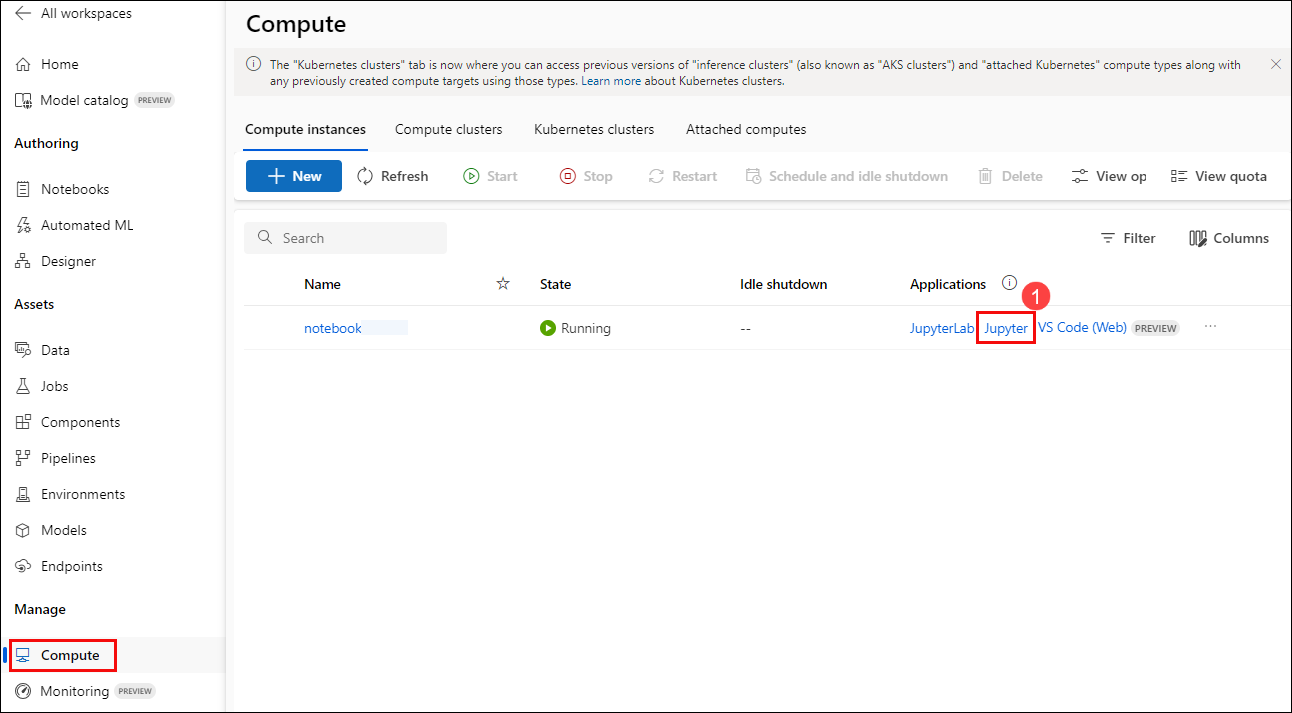 All workspaces
Home
Model catalog PREVIEW
Authoring
Notebooks
Automated ML
Designer
Assets
Data
Jobs
Components
Pipelines
Environments
Models
Endpoints
Manage
Compute
Monitoring PREVIEW
Compute
The "Kubernetes clusters" tab is now where you can access previous versions of "inference clusters" (also known as "AKS clusters") and "attached Kubernetes" compute types along with
any previously created compute targets using those types. Learn more about Kubernetes clusters.
Compute instances Compute clusters Kubernetes clusters Attached computes
New Refresh Start Stop Restart Schedule and idle shutdown Delete View op View quota
Search Filter Columns
Name State Idle shutdown Applications
1
notebook Running -- JupyterLab Jupyter VS Code (Web) PREVIEW ...